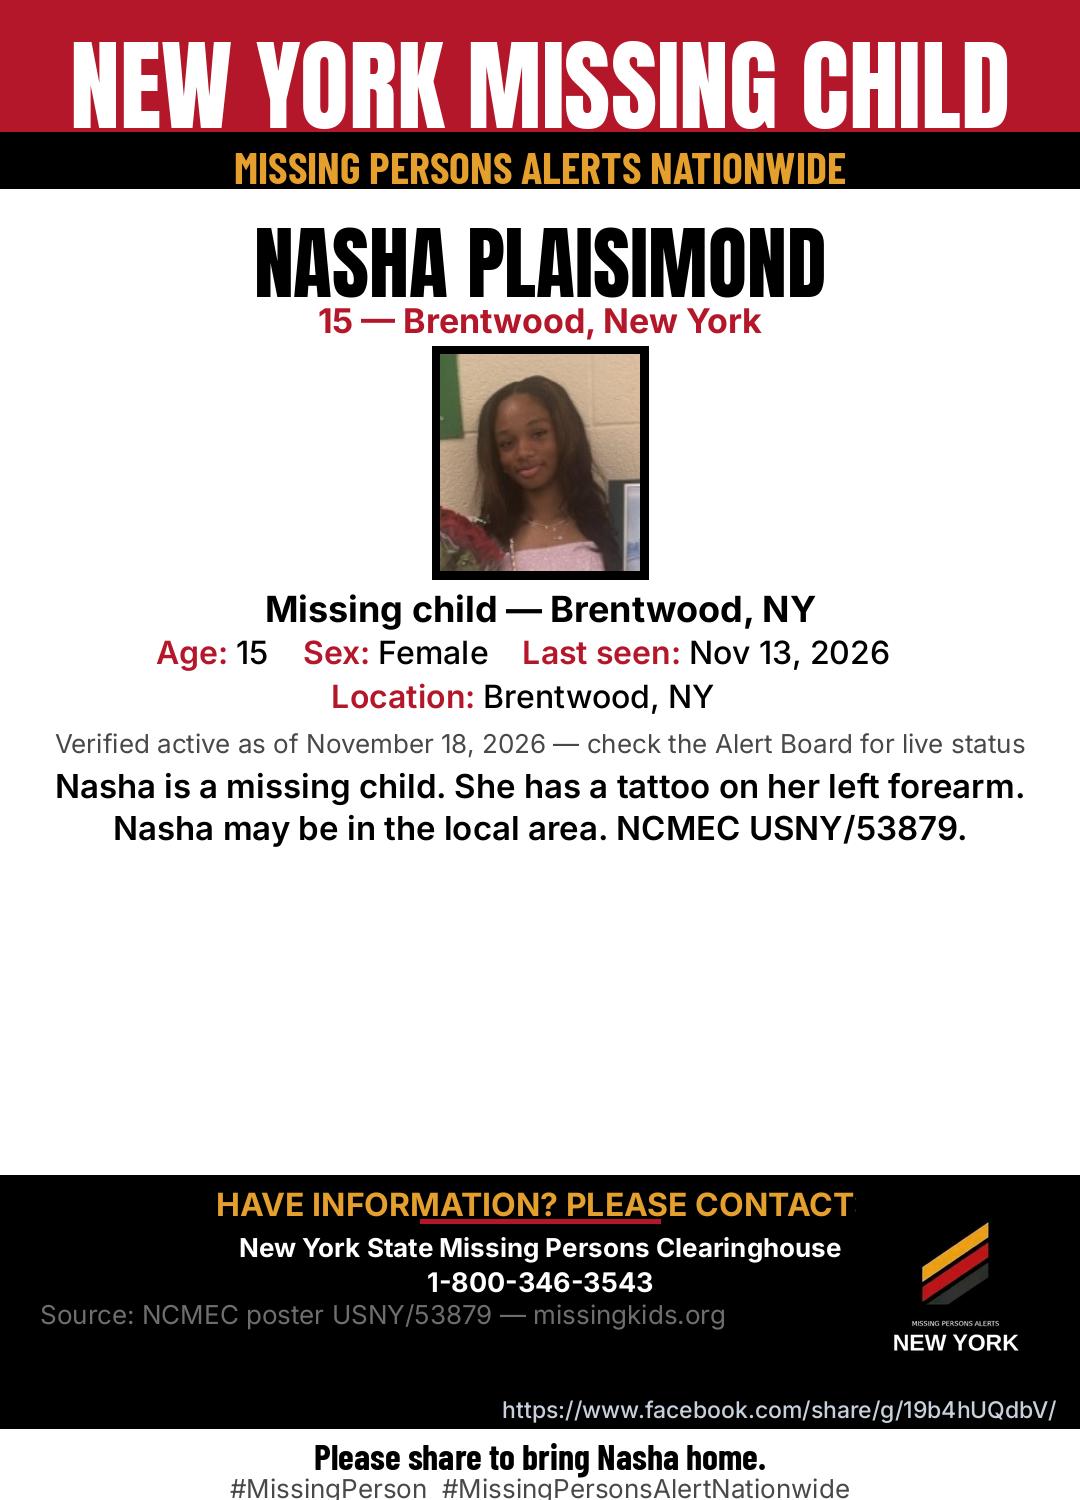 NEW YORK MISSING CHILD
MISSING PERSONS ALERTS NATIONWIDE
NASHA PLAISIMOND
15 — Brentwood, New York
Missing child — Brentwood, NY
Age: 15 Sex: Female Last seen: Nov 13, 2026
Location: Brentwood, NY
Verified active as of November 18, 2026 — check the Alert Board for live status
Nasha is a missing child. She has a tattoo on her left forearm.
Nasha may be in the local area. NCMEC USNY/53879.
HAVE INFORMATION? PLEASE CONTACT:
New York State Missing Persons Clearinghouse
1-800-346-3543
Source: NCMEC poster USNY/53879 — missingkids.org
MISSING PERSONS ALERTS
NEW YORK
https://www.facebook.com/share/g/19b4hUQdbV/
Please share to bring Nasha home.
#MissingPerson #MissingPersonsAlertNationwide